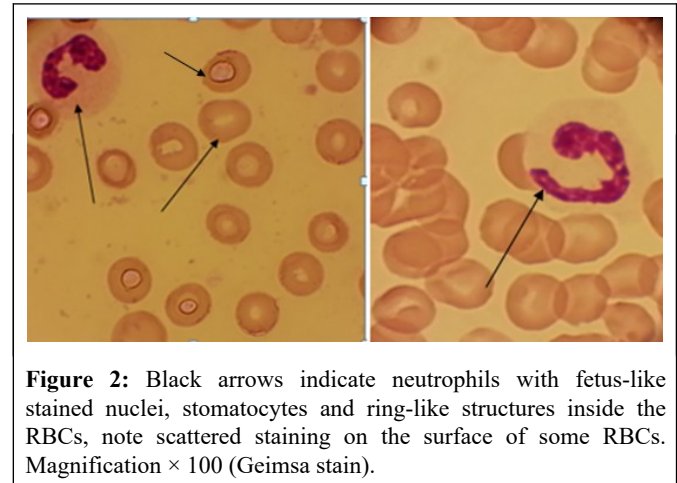 Figure 2: Black arrows indicate neutrophils with fetus-like
stained nuclei, stomatocytes and ring-like structures inside the
RBCs, note scattered staining on the surface of some RBCs.
Magnification × 100 (Geimsa stain).